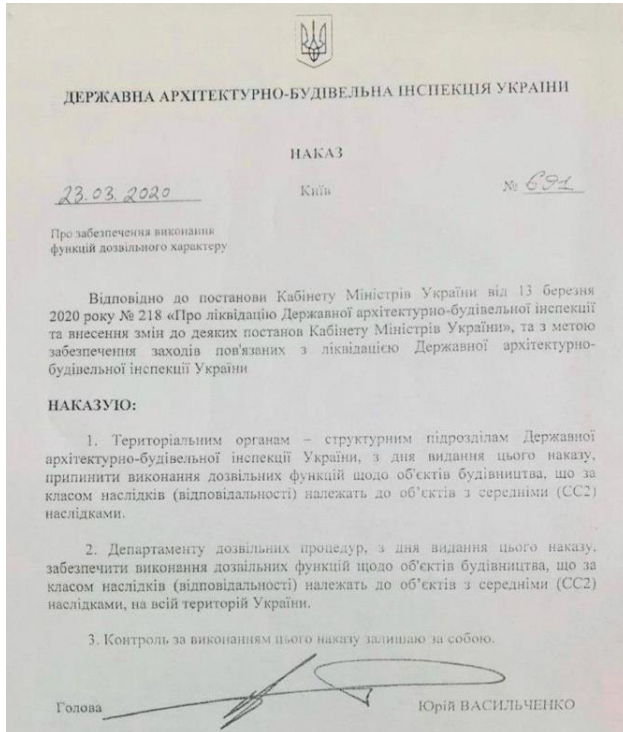 ДЕРЖАВНА АРХІТЕКТУРНО-БУДІВЕЛЬНА ІНСПЕКЦІЯ УКРАЇНИ
НАКАЗ
23.03.2020
Київ
№ 691
Про забезпечення виконання
функцій дозвільного характеру
Відповідно до постанови Кабінету Міністрів України від 13 березня
2020 року № 218 «Про ліквідацію Державної архітектурно-будівельної інспекції
та внесення змін до деяких постанов Кабінету Міністрів України», та з метою
забезпечення заходів пов'язаних з ліквідацією Державної архітектурно-
будівельної інспекції України
НАКАЗУЮ:
1. Територіальним органам – структурним підрозділам Державної
архітектурно-будівельної інспекції України, з дня видання цього наказу,
припинити виконання дозвільних функцій щодо об'єктів будівництва, що за
класом наслідків (відповідальності) належать до об'єктів з середніми (СС2)
наслідками.
2. Департаменту дозвільних процедур, з дня видання цього наказу,
забезпечити виконання дозвільних функцій щодо об'єктів будівництва, що за
класом наслідків (відповідальності) належать до об'єктів з середніми (СС2)
наслідками, на всій територій України.
3. Контроль за виконанням цього наказу залишаю за собою.
Голова
Юрій ВАСИЛЬЧЕНКО